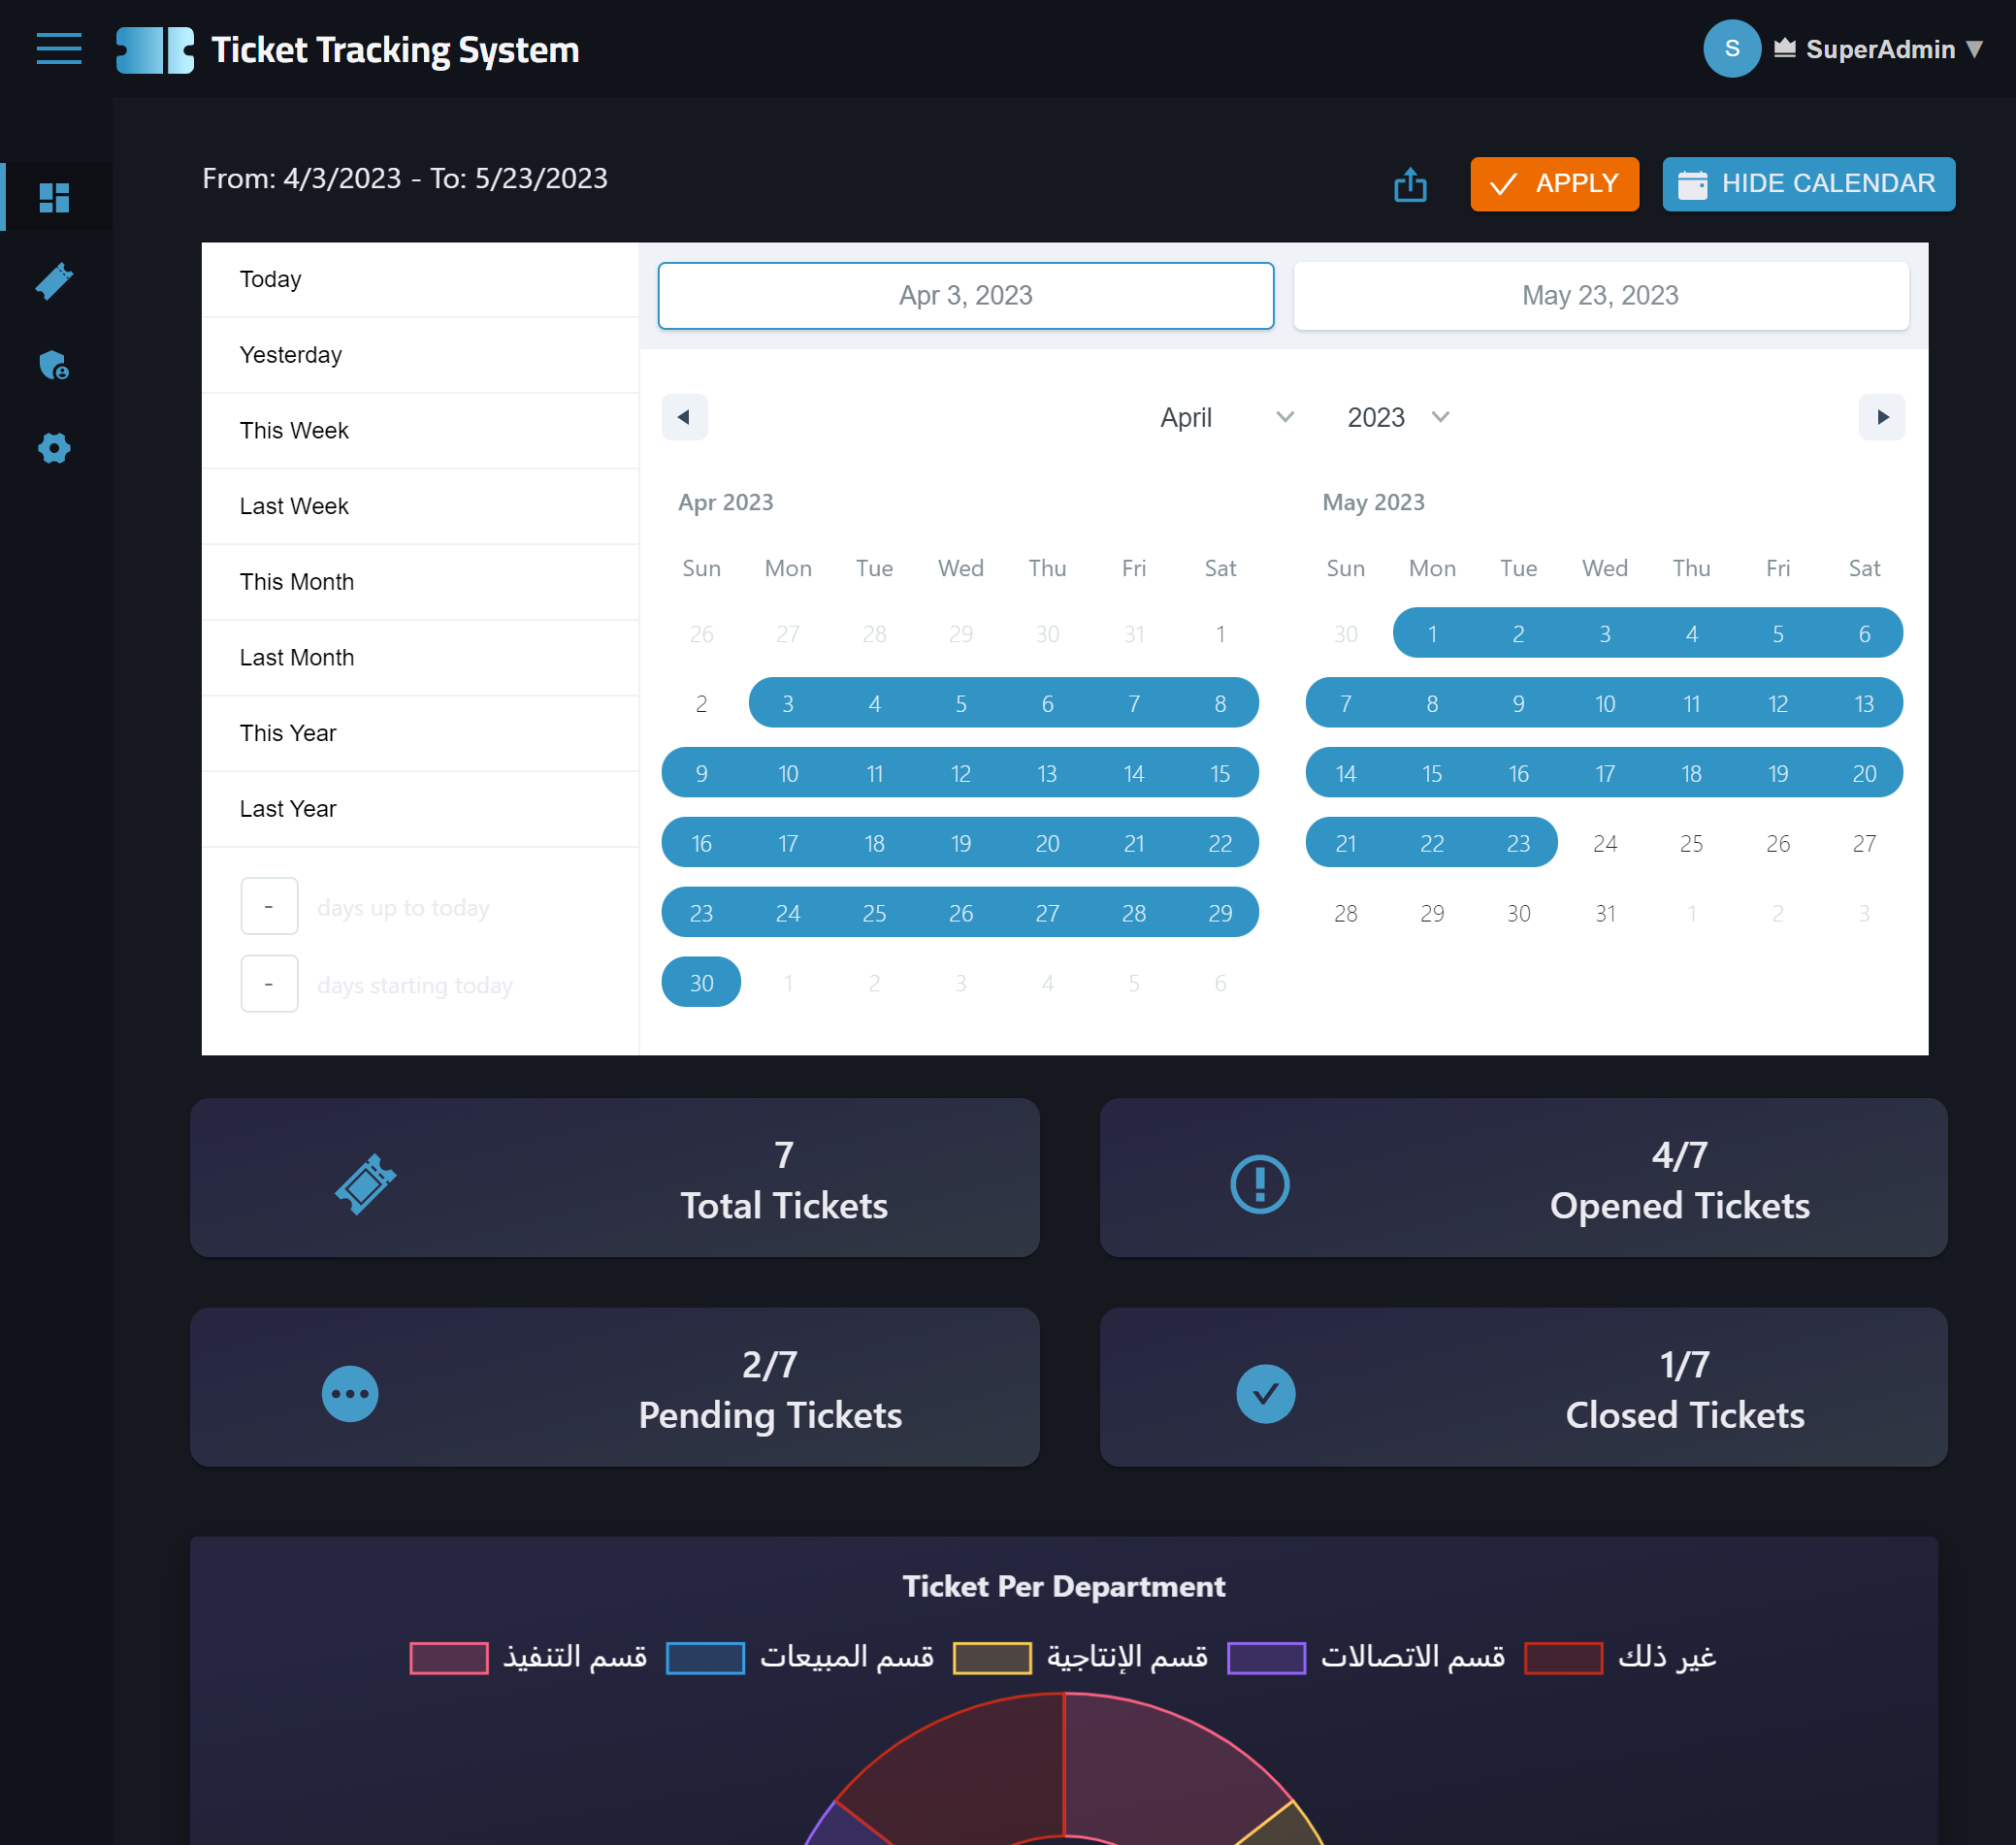 Ticket Tracking System
S SuperAdmin ▼
From: 4/3/2023 - To: 5/23/2023
APPLY
HIDE CALENDAR
Today
Yesterday
This Week
Last Week
This Month
Last Month
This Year
Last Year
- days up to today
- days starting today
Apr 3, 2023
May 23, 2023
April 2023
Apr 2023
Sun Mon Tue Wed Thu Fri Sat
26 27 28 29 30 31 1
2 3 4 5 6 7 8
9 10 11 12 13 14 15
16 17 18 19 20 21 22
23 24 25 26 27 28 29
30 1 2 3 4 5 6
May 2023
Sun Mon Tue Wed Thu Fri Sat
30 1 2 3 4 5 6
7 8 9 10 11 12 13
14 15 16 17 18 19 20
21 22 23 24 25 26 27
28 29 30 31 1 2 3
7
Total Tickets
4/7
Opened Tickets
2/7
Pending Tickets
1/7
Closed Tickets
Ticket Per Department
قسم التنفيذ
قسم المبيعات
قسم الإنتاجية
قسم الاتصالات
غير ذلك